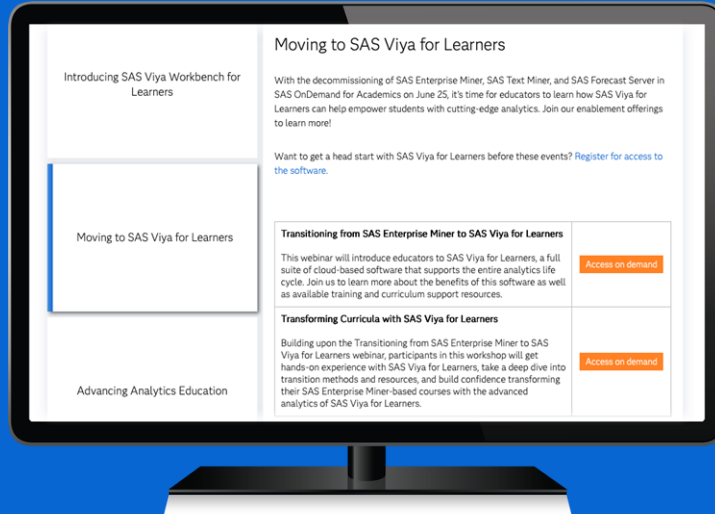 Introducing SAS Viya Workbench for
Learners
Moving to SAS Viya for Learners
Advancing Analytics Education
Moving to SAS Viya for Learners
With the decommissioning of SAS Enterprise Miner, SAS Text Miner, and SAS Forecast Server in
SAS OnDemand for Academics on June 25, it's time for educators to learn how SAS Viya for
Learners can help empower students with cutting-edge analytics. Join our enablement offerings
to learn more!
Want to get a head start with SAS Viya for Learners before these events? Register for access to
the software.
Transitioning from SAS Enterprise Miner to SAS Viya for Learners
This webinar will introduce educators to SAS Viya for Learners, a full
suite of cloud-based software that supports the entire analytics life
cycle. Join us to learn more about the benefits of this software as well
as available training and curriculum support resources.
Access on demand
Transforming Curricula with SAS Viya for Learners
Building upon the Transitioning from SAS Enterprise Miner to SAS
Viya for Learners webinar, participants in this workshop will get
hands-on experience with SAS Viya for Learners, take a deep dive into
transition methods and resources, and build confidence transforming
their SAS Enterprise Miner-based courses with the advanced
analytics of SAS Viya for Learners.
Access on demand